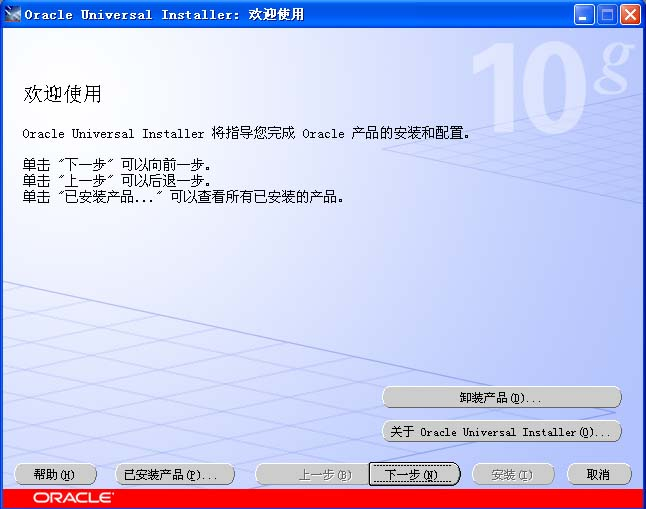 Oracle Universal Installer: 欢迎使用
10g
欢迎使用
Oracle Universal Installer 将指导您完成 Oracle 产品的安装和配置。
单击 "下一步" 可以向前一步。
单击 "上一步" 可以后退一步。
单击 "已安装产品..." 可以查看所有已安装的产品。
卸装产品(D)...
关于 Oracle Universal Installer(O)...
帮助(H) 已安装产品(P)... 上一步(B) 下一步(N) 安装(I) 取消
ORACLE